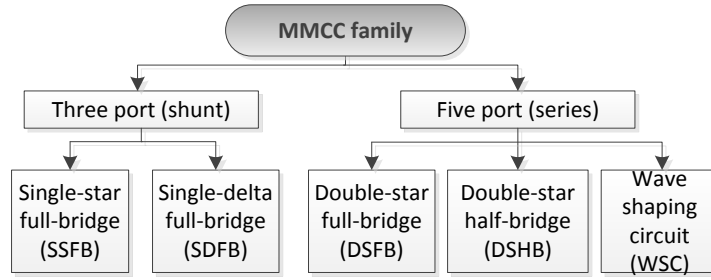 MMCC family
Three port (shunt)
Five port (series)
Single-star
full-bridge
(SSFB)
Single-delta
full-bridge
(SDFB)
Double-star
full-bridge
(DSFB)
Double-star
half-bridge
(DSHB)
Wave
shaping
circuit
(WSC)